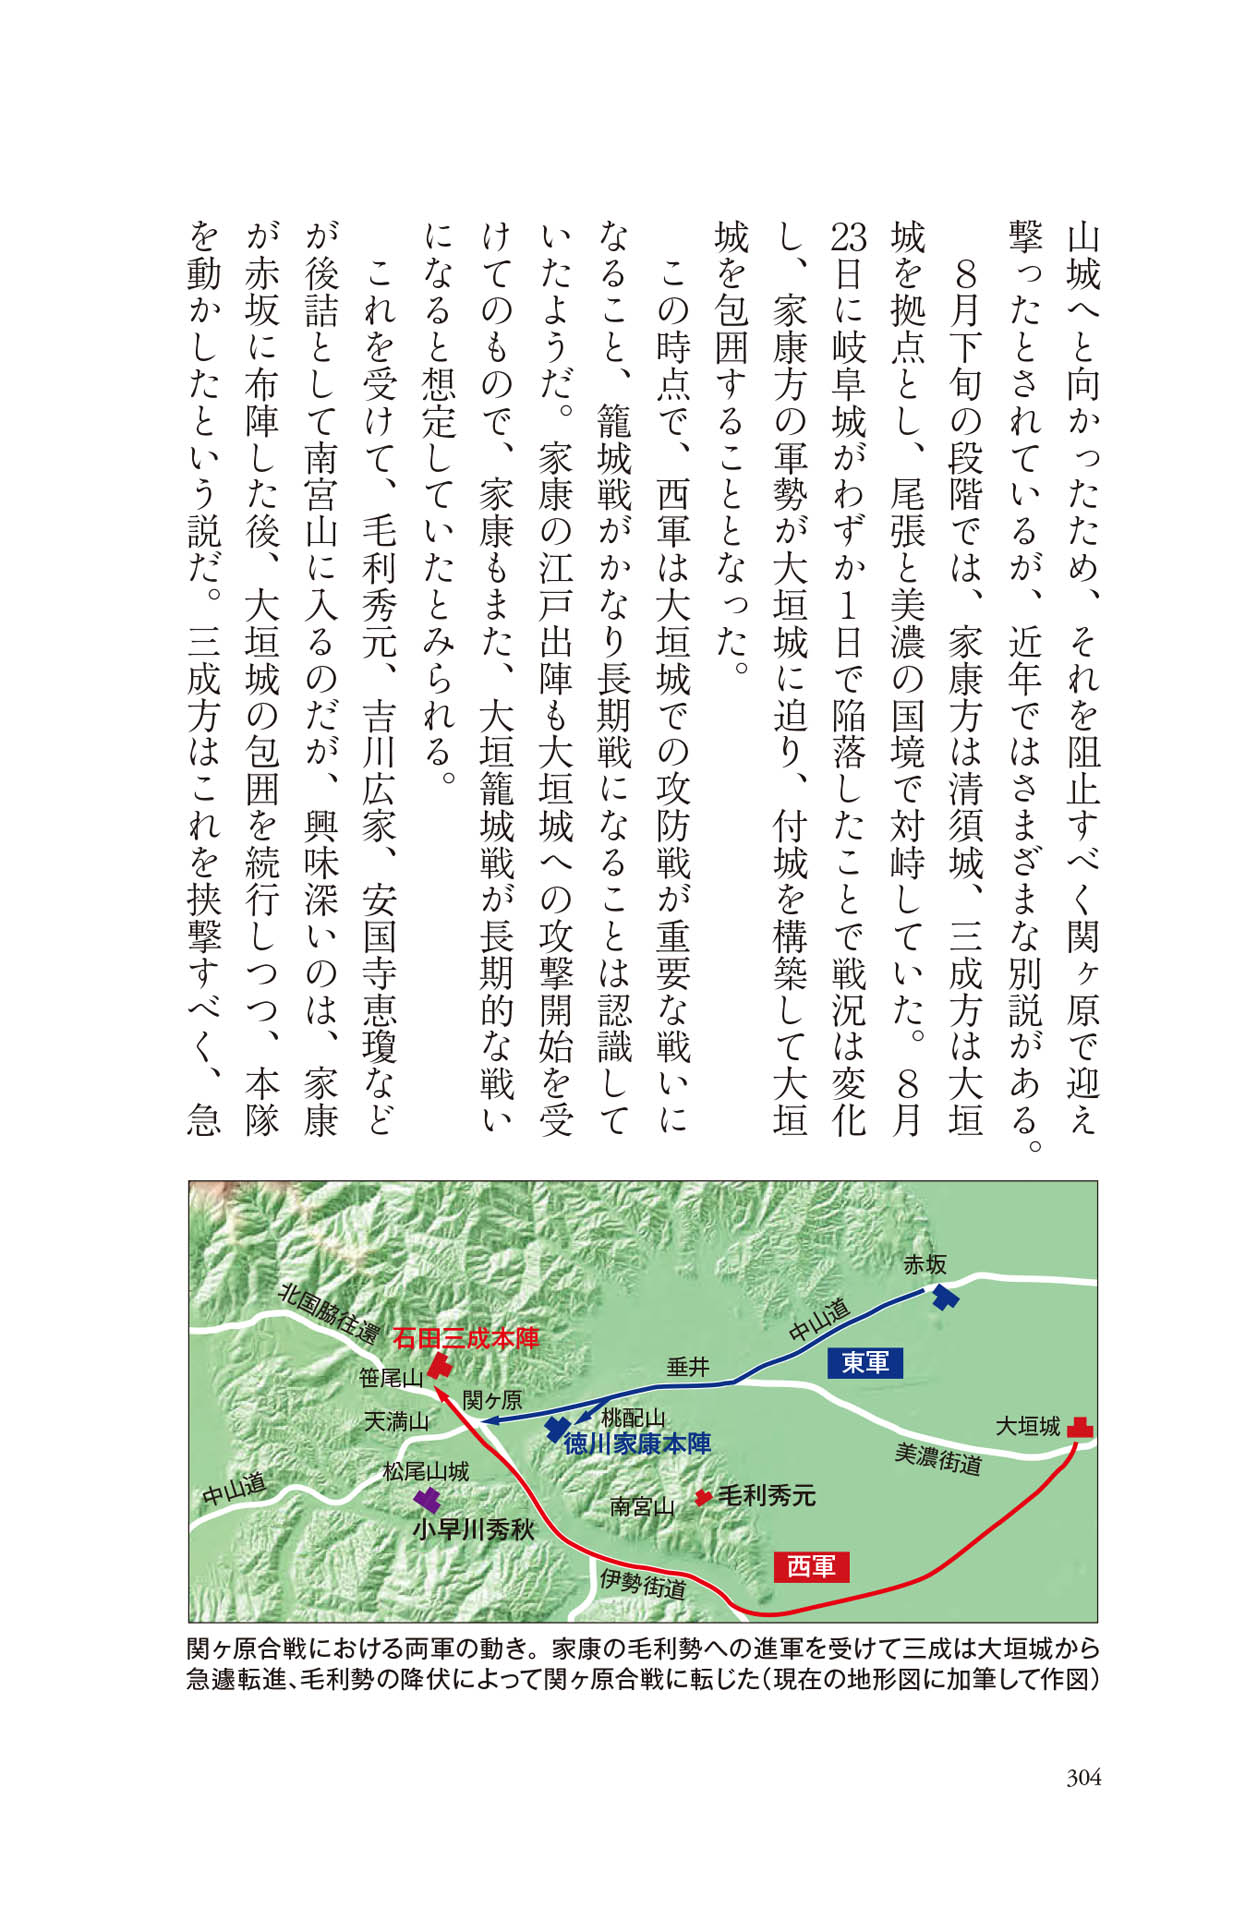 山城へと向かったため、それを阻止すべく関ヶ原で迎え
撃ったとされているが、近年ではさまざまな別説がある。
８月下旬の段階では、家康方は清須城、三成方は大垣
城を拠点とし、尾張と美濃の国境で対峙していた。８月
23日に岐阜城がわずか１日で陥落したことで戦況は変化
し、家康方の軍勢が大垣城に迫り、付城を構築して大垣
城を包囲することとなった。
この時点で、西軍は大垣城での攻防戦が重要な戦いに
なること、籠城戦がかなり長期戦になることは認識して
いたようだ。家康の江戸出陣も大垣城への攻撃開始を受
けてのもので、家康もまた、大垣籠城戦が長期的な戦い
になると想定していたとみられる。
これを受けて、毛利秀元、吉川広家、安国寺恵瓊など
が後詰として南宮山に入るのだが、興味深いのは、家康
が赤坂に布陣した後、大垣城の包囲を続行しつつ、本隊
を動かしたという説だ。三成方はこれを挟撃すべく、急
赤坂
北国脇往還
中山道
石田三成本陣
東軍
垂井
笹尾山
関ヶ原
天満山
桃配山
徳川家康本陣
大垣城
美濃街道
松尾山城
中山道
南宮山
毛利秀元
小早川秀秋
西軍
伊勢街道
関ヶ原合戦における両軍の動き。家康の毛利勢への進軍を受けて三成は大垣城から
急遽転進、毛利勢の降伏によって関ヶ原合戦に転じた（現在の地形図に加筆して作図）
304